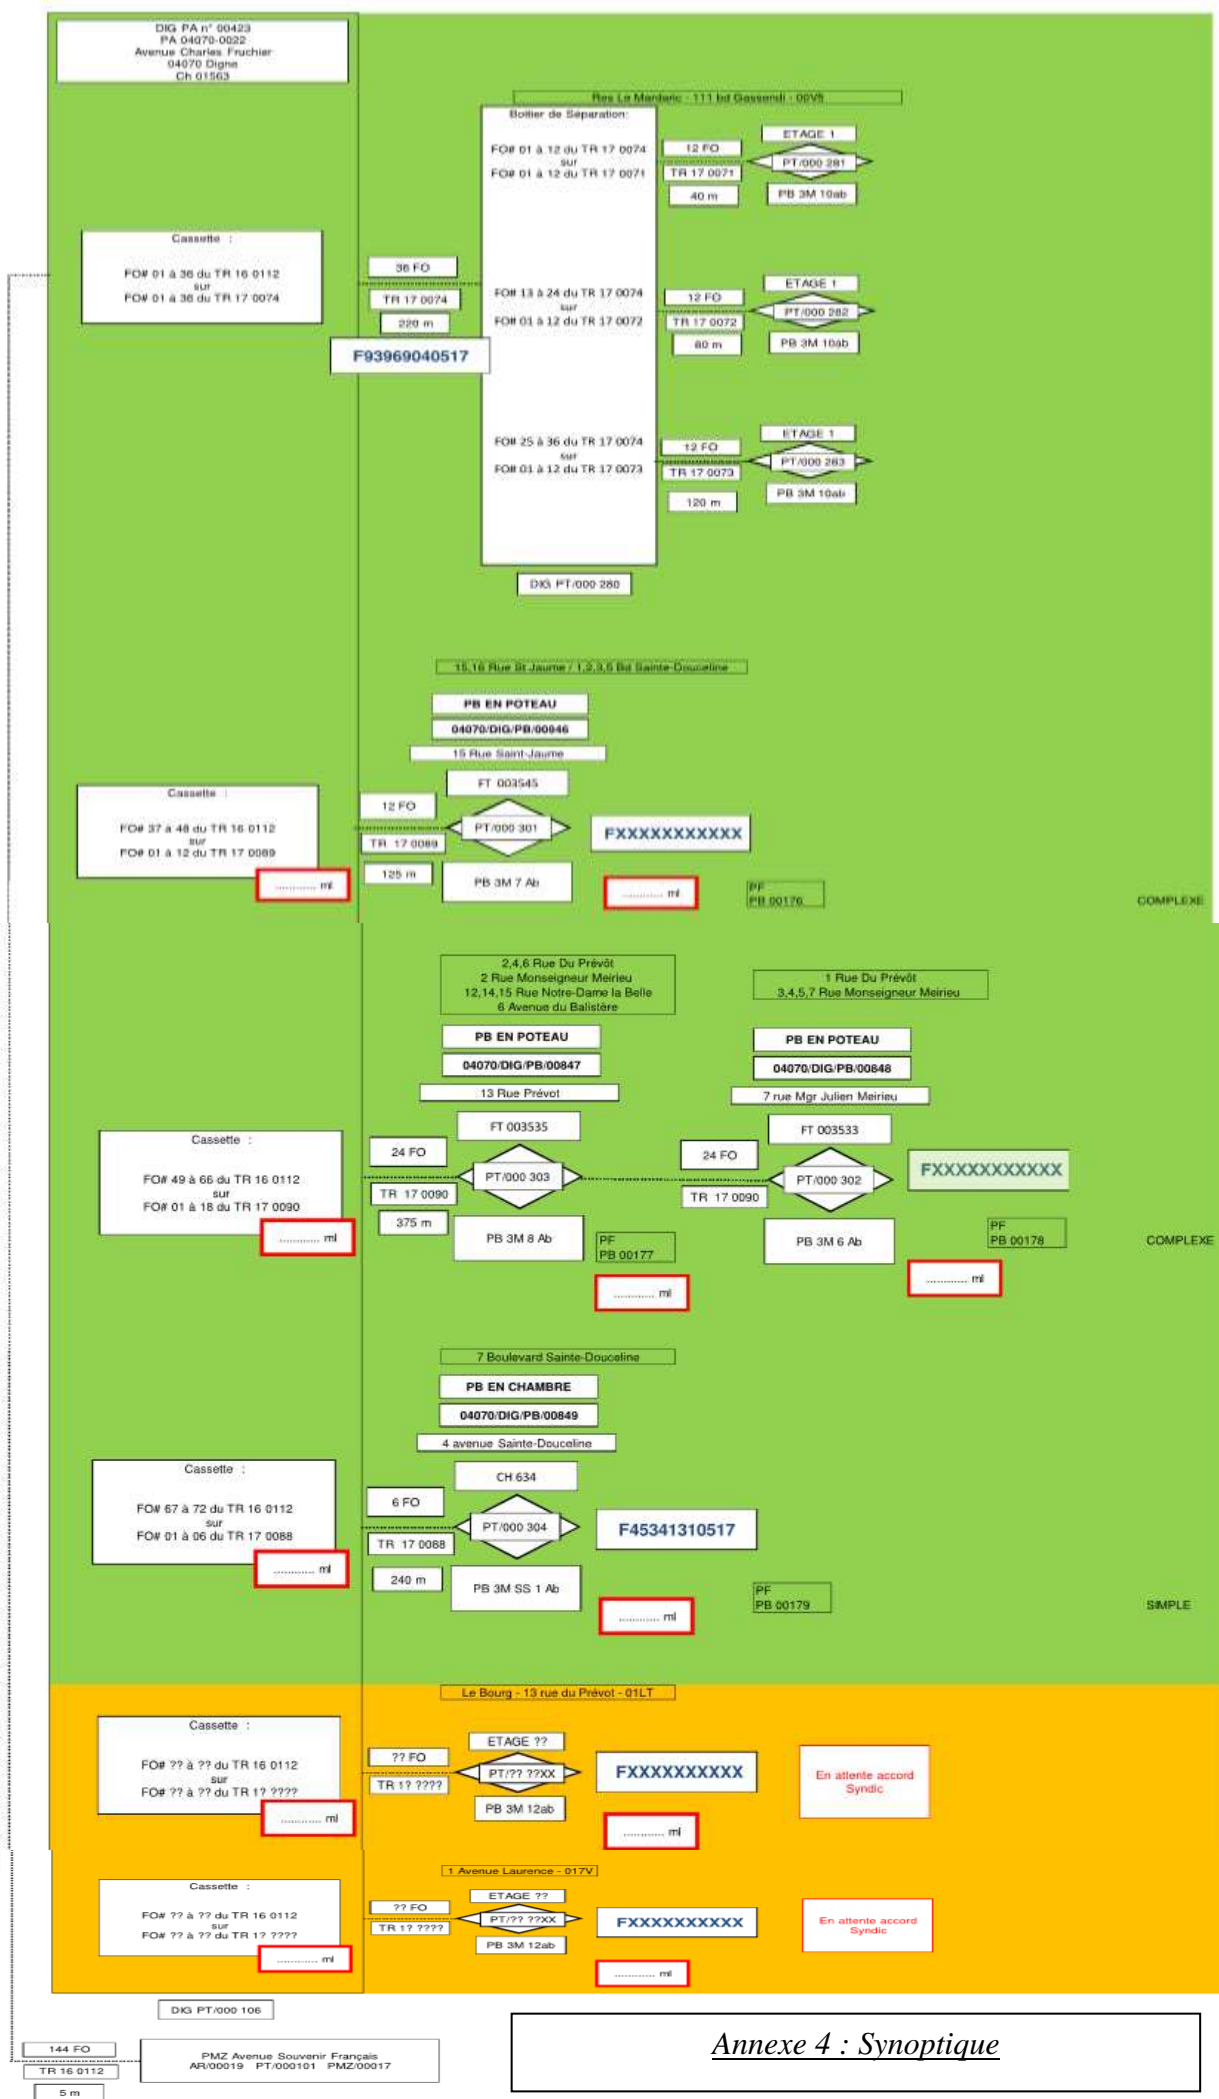 DIG PA n° 00423
PA 04070-0022
Avenue Charles Fruchier
04070 Digne
Ch 01563
Res Le Mardaric - 111 bd Gassendi - 00V5
Boitier de Séparation:
FO# 01 à 12 du TR 17 0074
sur
FO# 01 à 12 du TR 17 0071
12 FO
TR 17 0071
40 m
ETAGE 1
PT/000 281
PB 3M 10ab
Cassette :
FO# 01 à 36 du TR 16 0112
sur
FO# 01 à 36 du TR 17 0074
36 FO
TR 17 0074
220 m
F93969040517
FO# 13 à 24 du TR 17 0074
sur
FO# 01 à 12 du TR 17 0072
12 FO
TR 17 0072
80 m
ETAGE 1
PT/000 282
PB 3M 10ab
FO# 25 à 36 du TR 17 0074
sur
FO# 01 à 12 du TR 17 0073
12 FO
TR 17 0073
120 m
ETAGE 1
PT/000 283
PB 3M 10ab
DIG PT/000 280
15,16 Rue St Jaume / 1,2,3,5 Bd Sainte-Douceline
PB EN POTEAU
04070/DIG/PB/00846
15 Rue Saint-Jaume
FT 003545
Cassette :
FO# 37 à 48 du TR 16 0112
sur
FO# 01 à 12 du TR 17 0089
............ ml
12 FO
TR 17 0089
125 m
PT/000 301
PB 3M 7 Ab
FXXXXXXXXXXX
............ ml
PF
PB 00176
COMPLEXE
2,4,6 Rue Du Prévôt
2 Rue Monseigneur Meirieu
12,14,15 Rue Notre-Dame la Belle
6 Avenue du Balistère
1 Rue Du Prévôt
3,4,5,7 Rue Monseigneur Meirieu
PB EN POTEAU
04070/DIG/PB/00847
13 Rue Prévot
FT 003535
PB EN POTEAU
04070/DIG/PB/00848
7 rue Mgr Julien Meirieu
FT 003533
Cassette :
FO# 49 à 66 du TR 16 0112
sur
FO# 01 à 18 du TR 17 0090
............ ml
24 FO
TR 17 0090
375 m
PT/000 303
PB 3M 8 Ab
PF
PB 00177
............ ml
24 FO
TR 17 0090
PT/000 302
PB 3M 6 Ab
FXXXXXXXXXXX
PF
PB 00178
............ ml
COMPLEXE
7 Boulevard Sainte-Douceline
PB EN CHAMBRE
04070/DIG/PB/00849
4 avenue Sainte-Douceline
CH 634
Cassette :
FO# 67 à 72 du TR 16 0112
sur
FO# 01 à 06 du TR 17 0088
............ ml
6 FO
TR 17 0088
240 m
PT/000 304
PB 3M SS 1 Ab
F45341310517
............ ml
PF
PB 00179
SIMPLE
Le Bourg - 13 rue du Prévot - 01LT
Cassette :
FO# ?? à ?? du TR 16 0112
sur
FO# ?? à ?? du TR 1? ????
............ ml
?? FO
TR 1? ????
ETAGE ??
PT/?? ??XX
PB 3M 12ab
FXXXXXXXXXX
............ ml
En attente accord
Syndic
1 Avenue Laurence - 017V
Cassette :
FO# ?? à ?? du TR 16 0112
sur
FO# ?? à ?? du TR 1? ????
............ ml
?? FO
TR 1? ????
ETAGE ??
PT/?? ??XX
PB 3M 12ab
FXXXXXXXXXX
............ ml
En attente accord
Syndic
DIG PT/000 106
144 FO
TR 16 0112
5 m
PMZ Avenue Souvenir Français
AR/00019 PT/000101 PMZ/00017
Annexe 4 : Synoptique